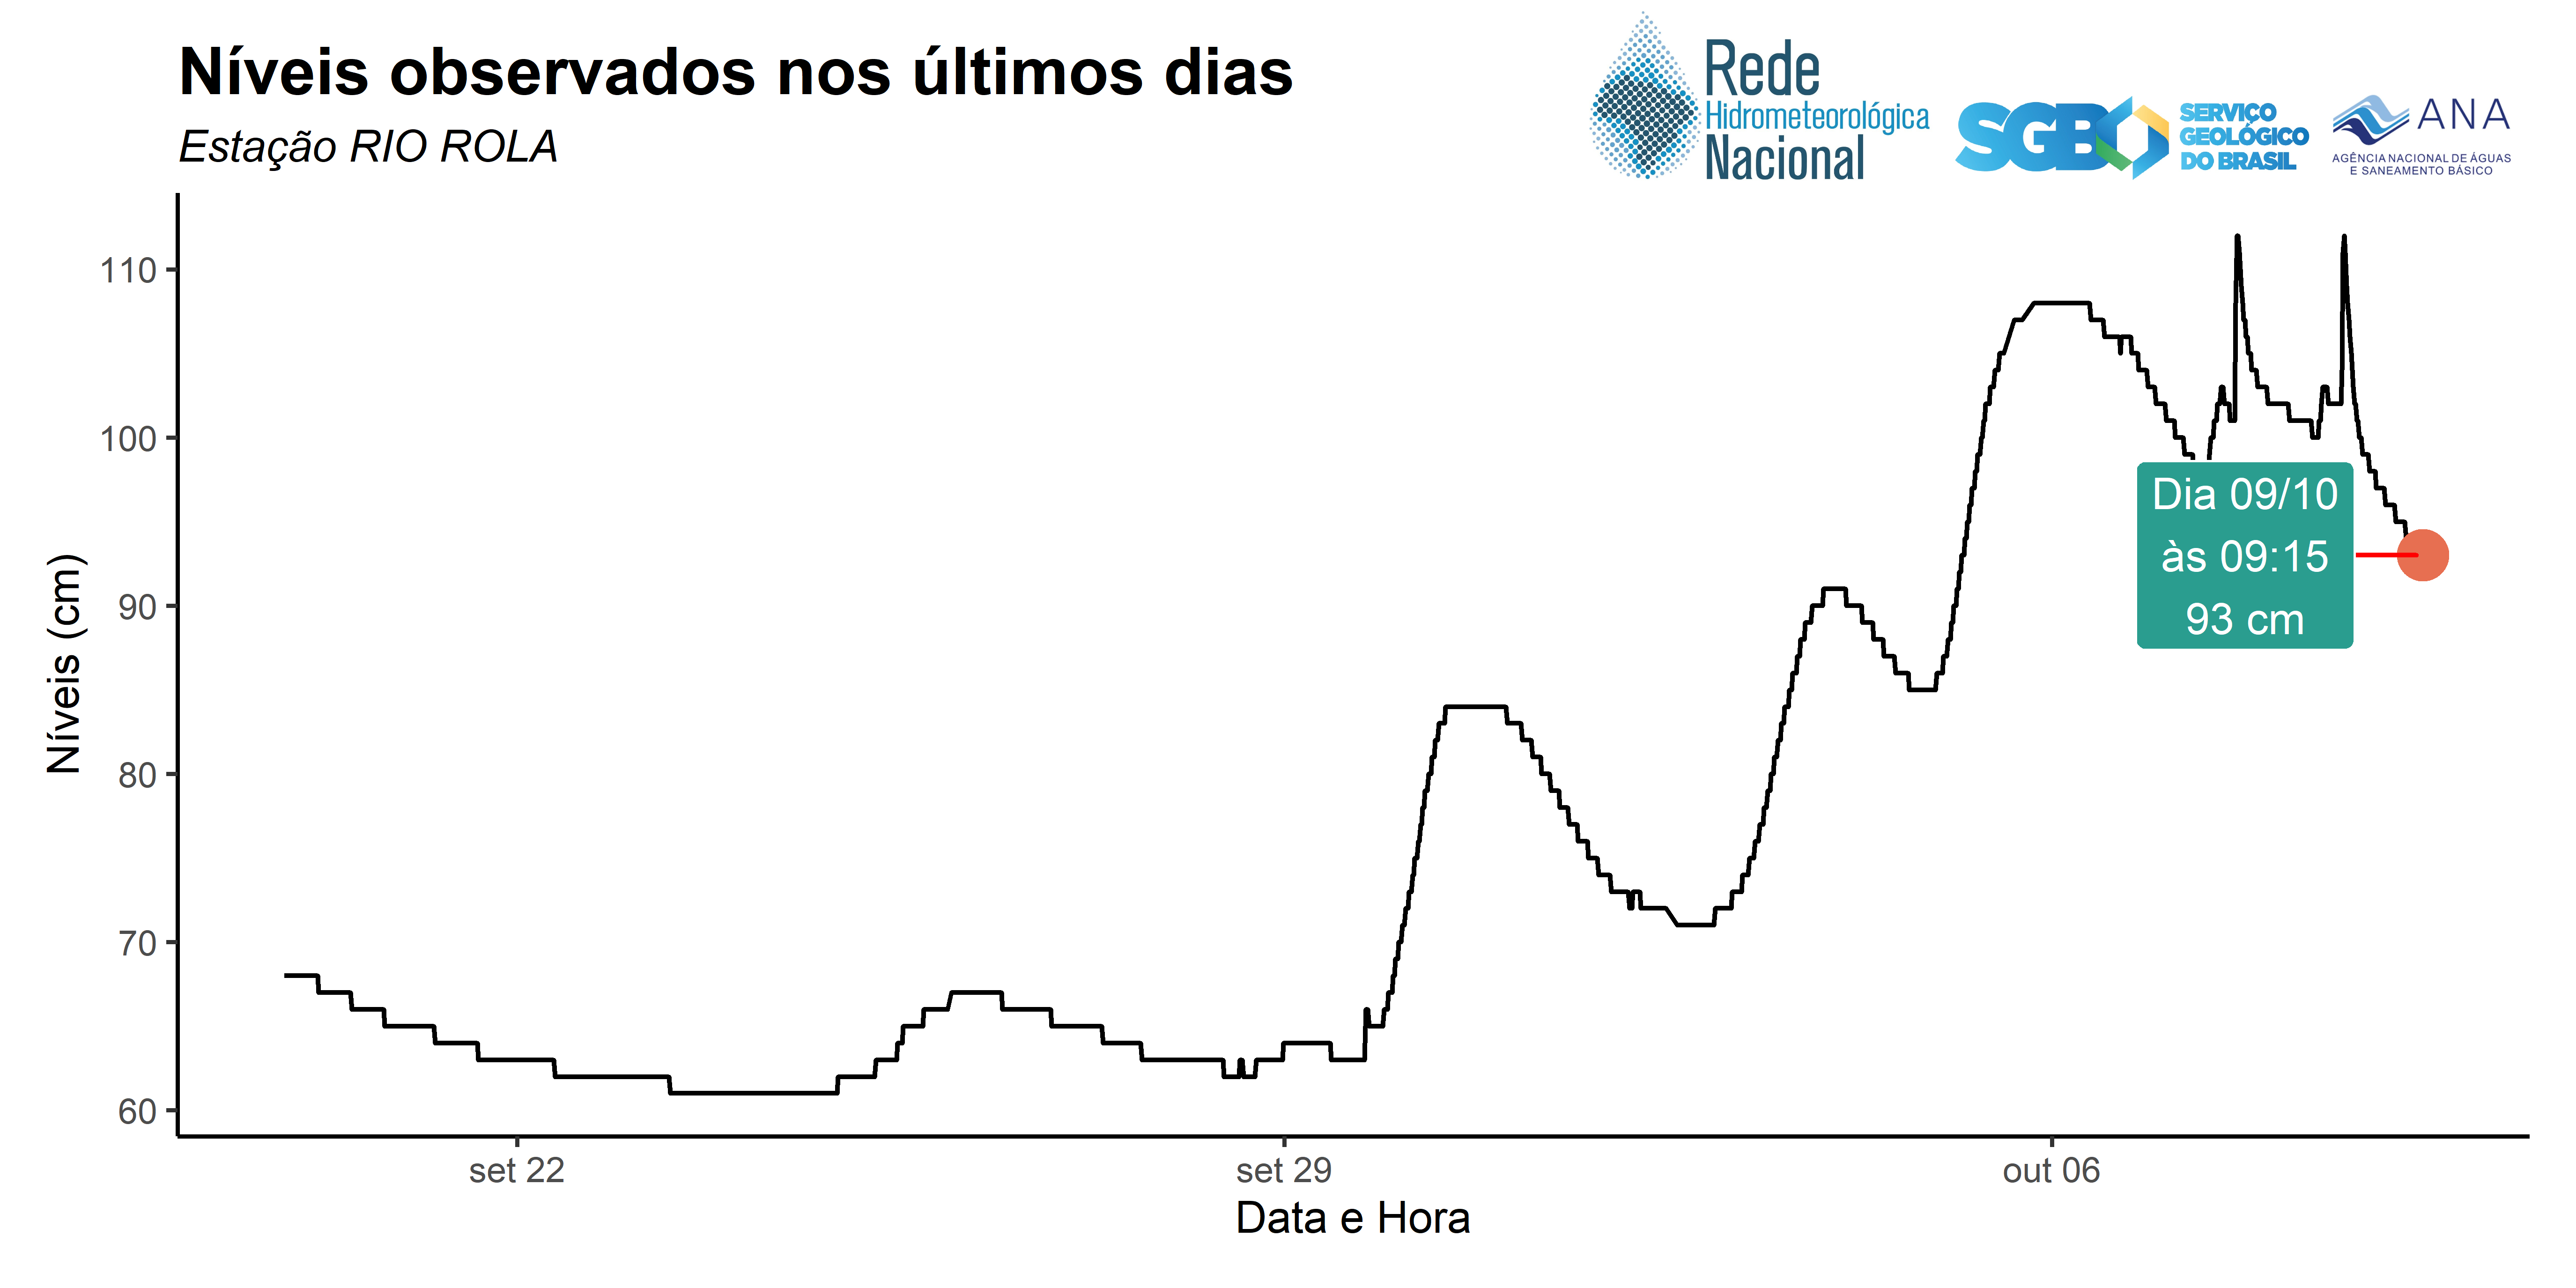 Níveis observados nos últimos dias
Estação RIO ROLA
Rede
Hidrometeorológica
Nacional
SGB
SERVIÇO
GEOLÓGICO
DO BRASIL
ANA
AGÊNCIA NACIONAL DE ÁGUAS
E SANEAMENTO BÁSICO
Níveis (cm)
110
100
90
80
70
60
Dia 09/10
às 09:15
93 cm
set 22
set 29
out 06
Data e Hora